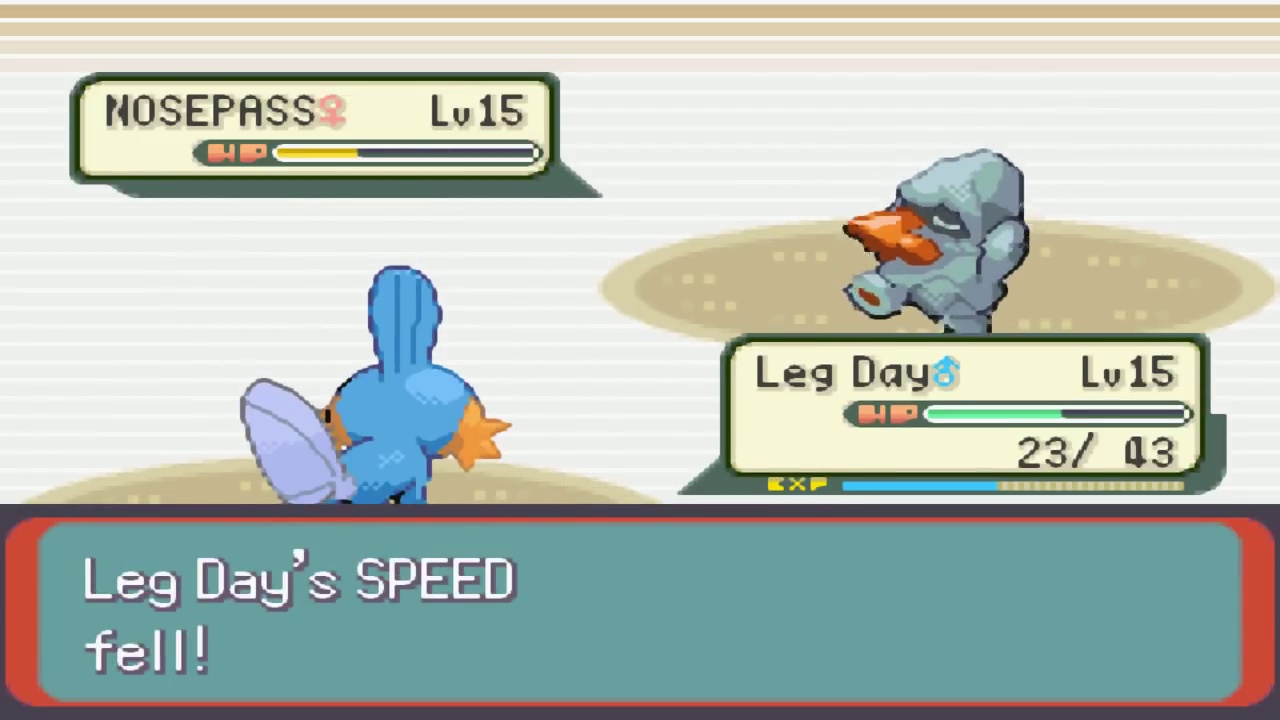 NOSEPASS♀ Lv15
HP
Leg Day♂ Lv15
HP
23/ 43
EXP
Leg Day's SPEED
fell!